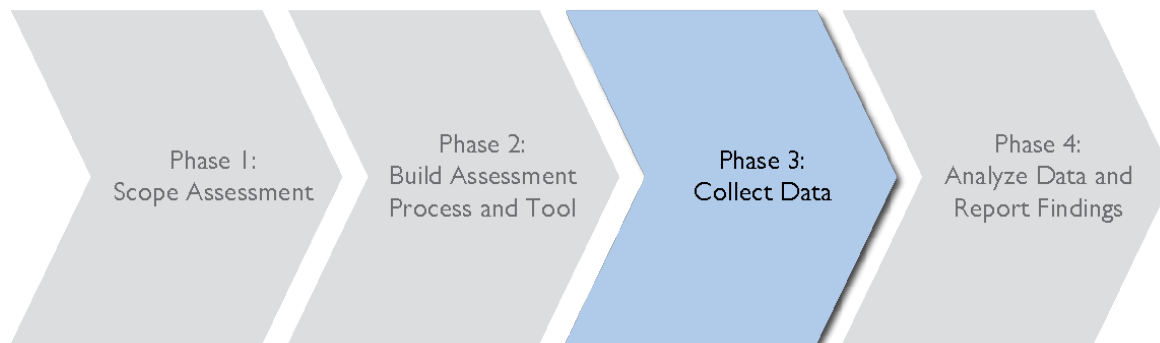 Phase 1:
Scope Assessment
Phase 2:
Build Assessment
Process and Tool
Phase 3:
Collect Data
Phase 4:
Analyze Data and
Report Findings